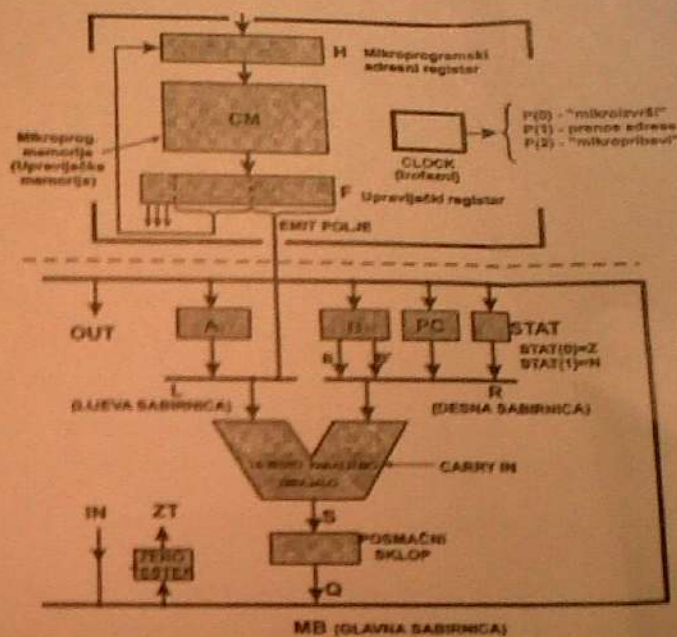 H
Mikroprogramski
adresni registar
CM
Mikroprog.
memorija
(Upravljačka
memorija)
CLOCK
(trofazni)
P(0) - "mikroizvrši"
P(1) - prenos adrese
P(2) - "mikropribavi"
F
Upravljački registar
EMIT POLJE
OUT
A
B
PC
STAT
STAT(0)=Z
STAT(1)=N
B
B'
L
(LIJEVA SABIRNICA)
R
(DESNA SABIRNICA)
CARRY IN
S
IN
ZT
POSMAČNI
SKLOP
ZERO
Q
MB (GLAVNA SABIRNICA)